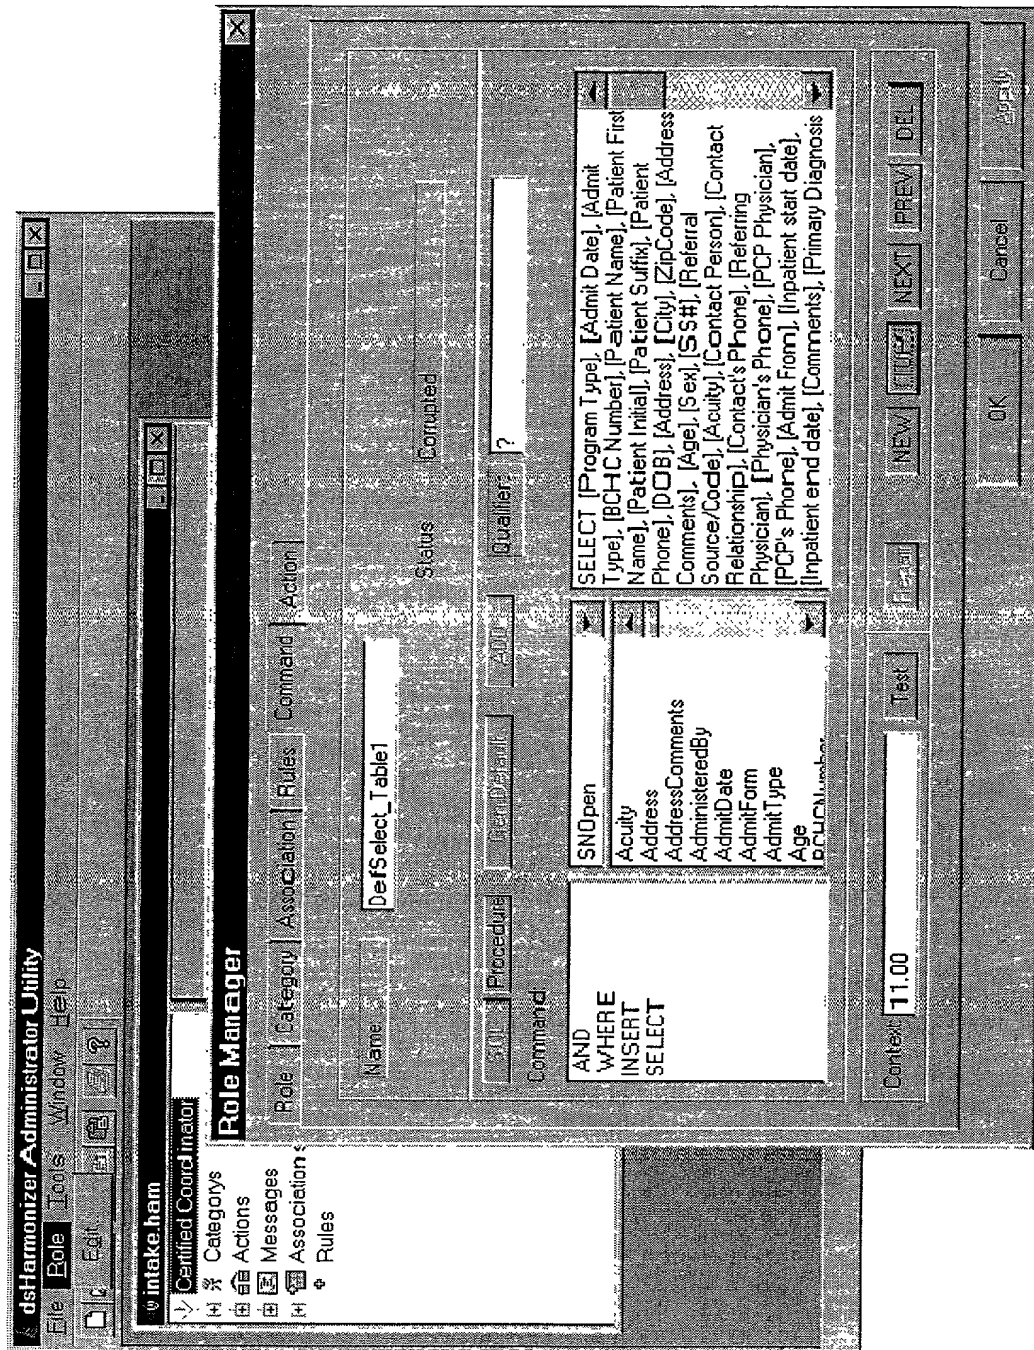 dsHarmonizer Administrator Utility
File Role Tools Window Help
Edit...
intake.ham
Certified Coordinator
Categorys
Actions
Messages
Associations
Rules
Role Manager
Role Category Association Rules Command Action
Name DefSelect_Table1 Status Corrupted
SQL Procedure Gen Default ADD Qualifier ?
Command
AND
WHERE
INSERT
SELECT
SNOpen
Acuity
Address
AddressComments
AdministeredBy
AdmitDate
AdmitForm
AdmitType
Age
BCHCNumber
SELECT [Program Type], [Admit Date], [Admit
Type], [BCHC Number], [Patient Name], [Patient First
Name], [Patient Initial], [Patient Suffix], [Patient
Phone], [DOB], [Address], [City], [ZipCode], [Address
Comments], [Age], [Sex], [SS#], [Referral
Source/Code], [Acuity], [Contact Person], [Contact
Relationship], [Contact's Phone], [Referring
Physician], [Physician's Phone], [PCP Physician],
[PCP's Phone], [Admit From], [Inpatient start date],
[Inpatient end date], [Comments], [Primary Diagnosis
Context 11.00 Test NEW NEXT PREV DEL
OK Cancel Apply